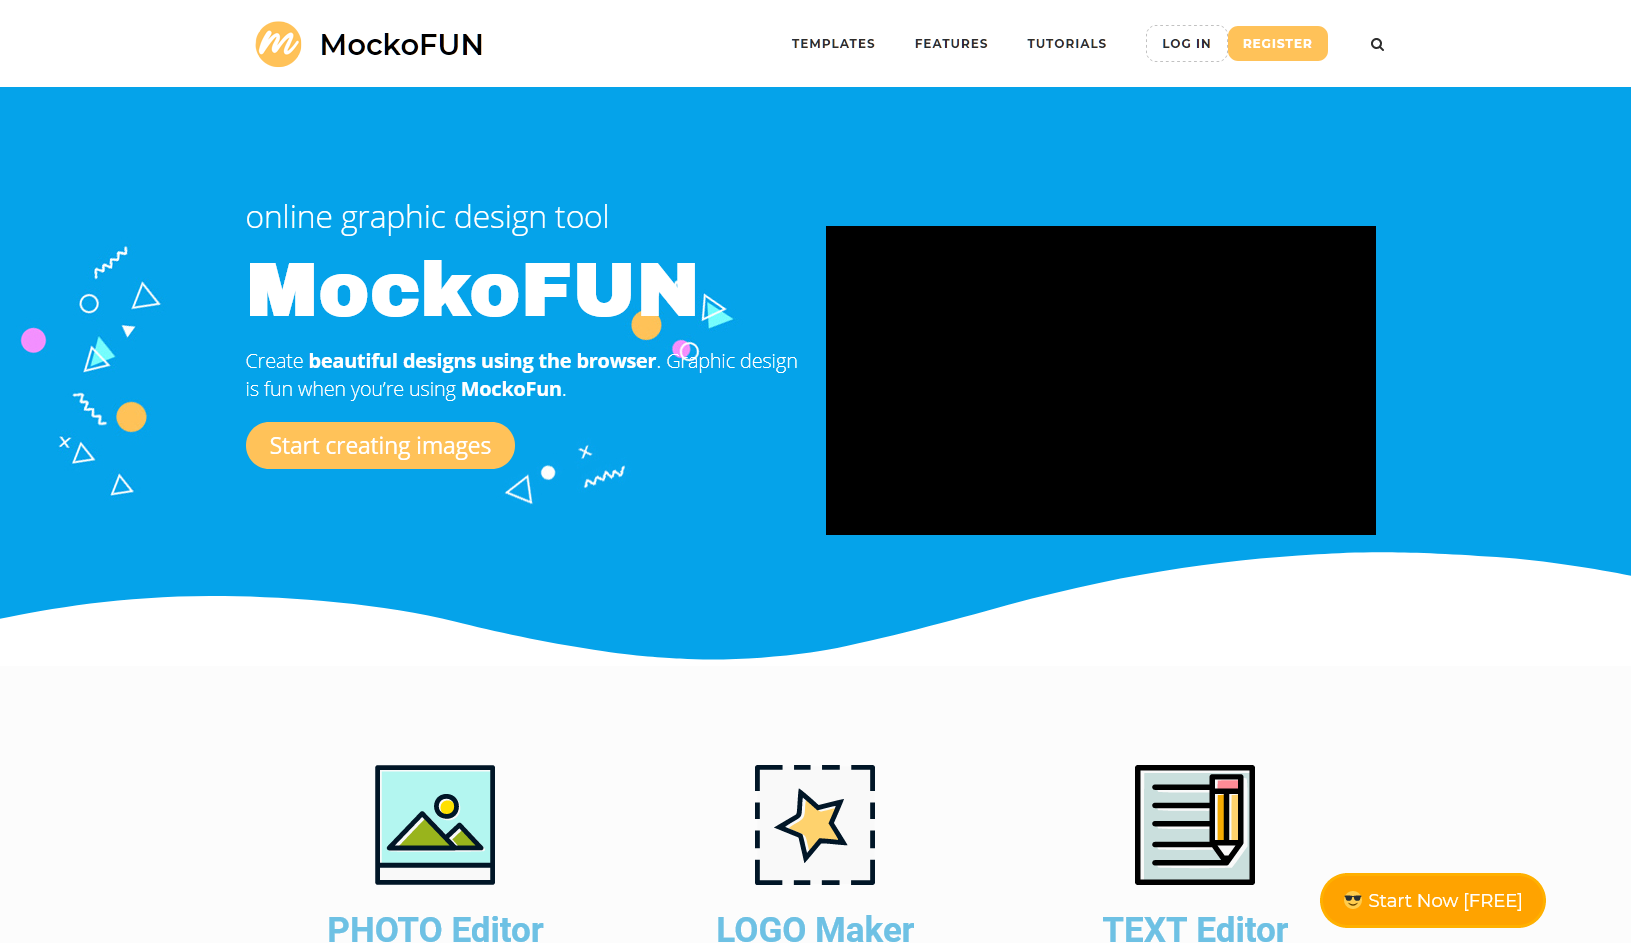 MockoFUN
TEMPLATES
FEATURES
TUTORIALS
LOG IN
REGISTER
online graphic design tool
MockoFUN
Create beautiful designs using the browser. Graphic design
is fun when you’re using MockoFun.
Start creating images
PHOTO Editor
LOGO Maker
TEXT Editor
😎 Start Now [FREE]